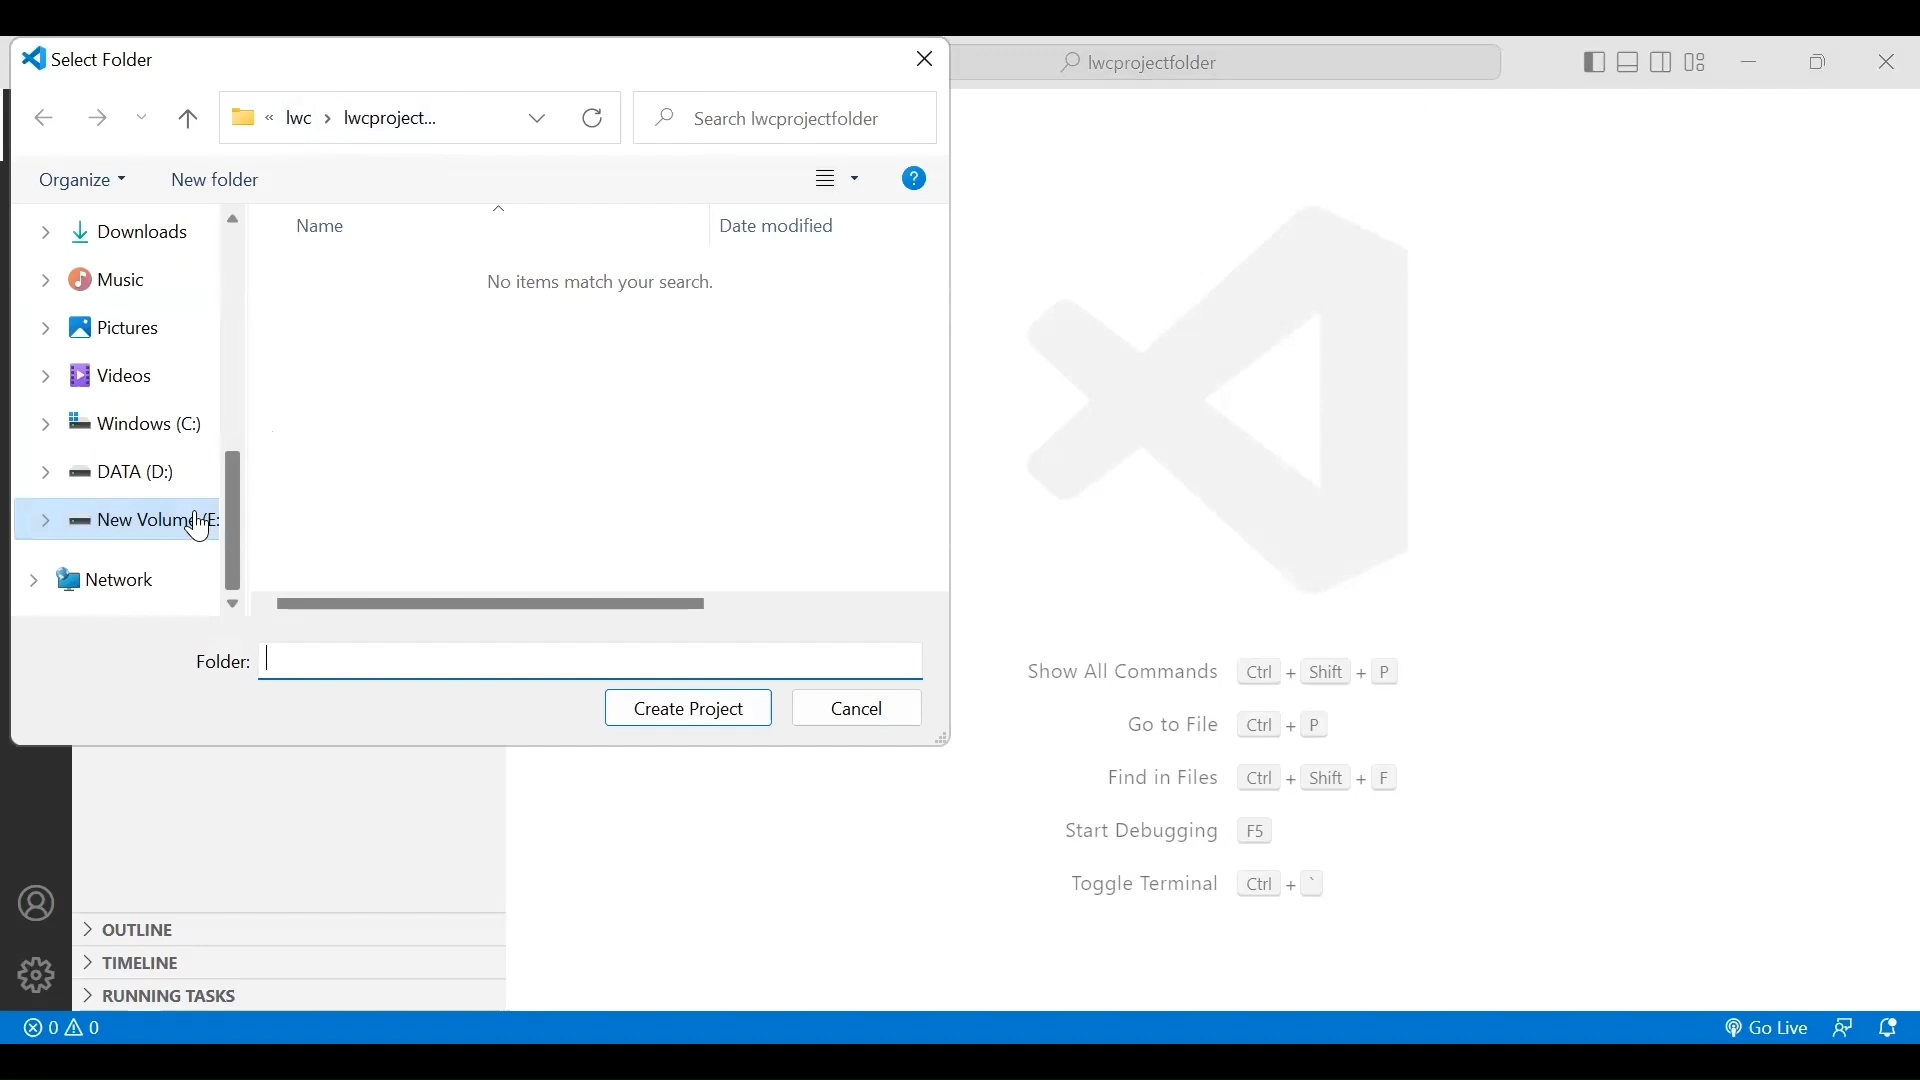 Select Folder
lwcprojectfolder
« lwc > lwcproject...
Search lwcprojectfolder
Organize
New folder
?
Name
Date modified
Downloads
No items match your search.
Music
Pictures
Videos
Windows (C:)
DATA (D:)
New Volume (E:
Network
Folder:
Create Project
Cancel
Show All Commands Ctrl + Shift + P
Go to File Ctrl + P
Find in Files Ctrl + Shift + F
Start Debugging F5
Toggle Terminal Ctrl + `
OUTLINE
TIMELINE
RUNNING TASKS
0 0
Go Live